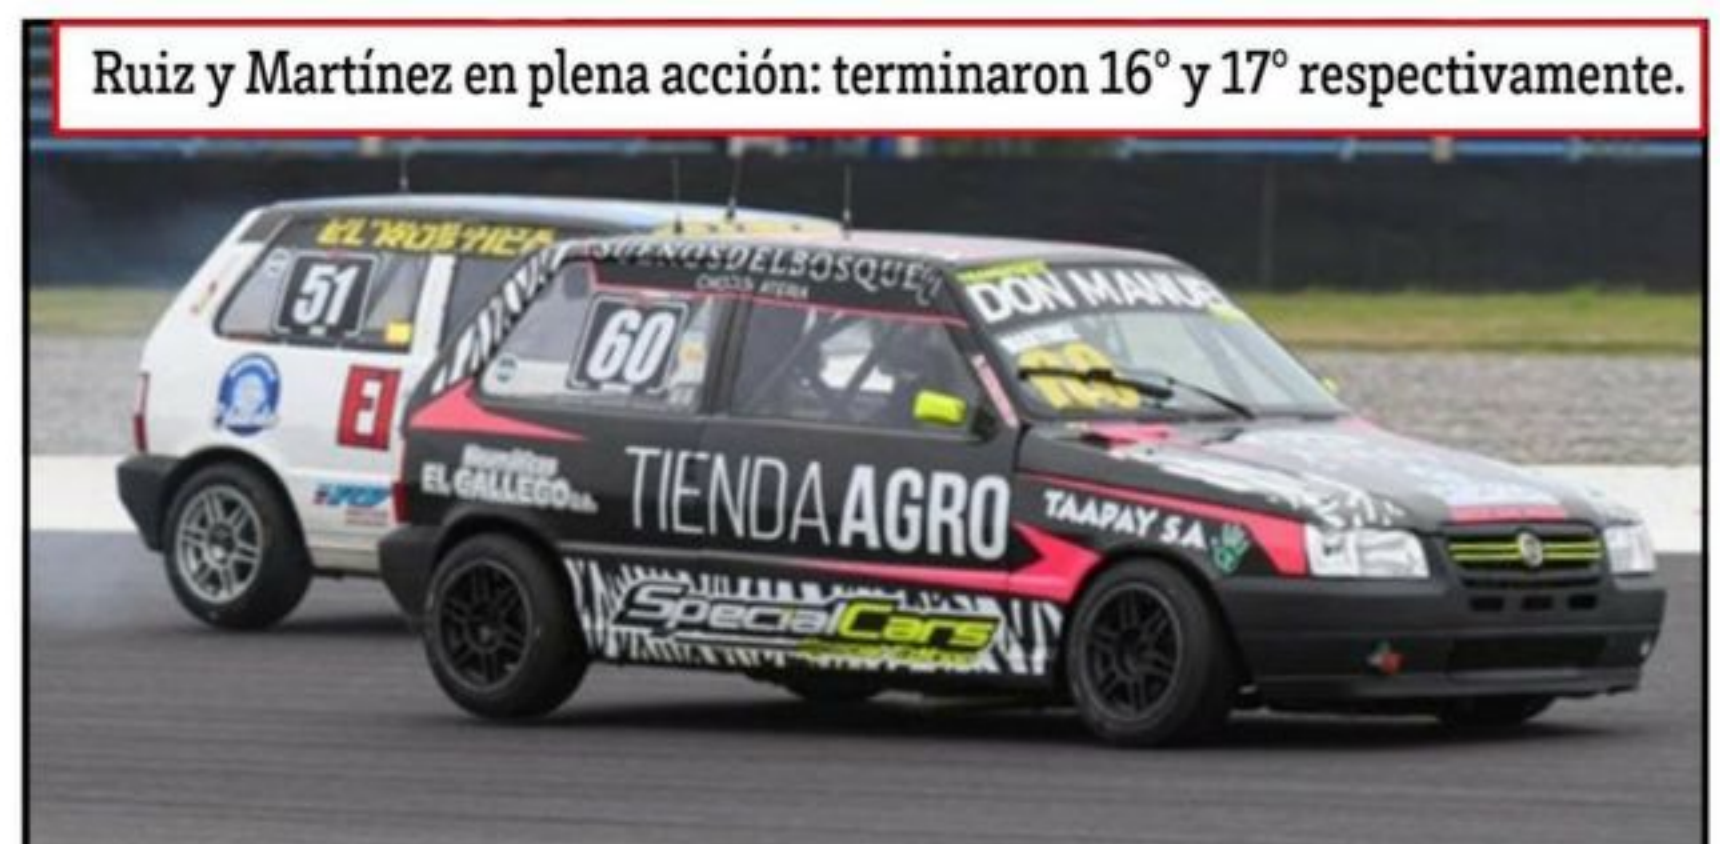 Ruiz y Martínez en plena acción: terminaron 16° y 17° respectivamente.
51
60
DON MANUEL
EL GALLEGO
TIENDA AGRO
TAAPAY S.A.
SpecialCars